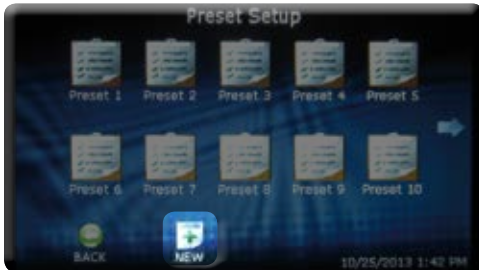 Preset Setup
Preset 1 Preset 2 Preset 3 Preset 4 Preset 5
Preset 6 Preset 7 Preset 8 Preset 9 Preset 10
BACK NEW 10/25/2013 1:42 PM